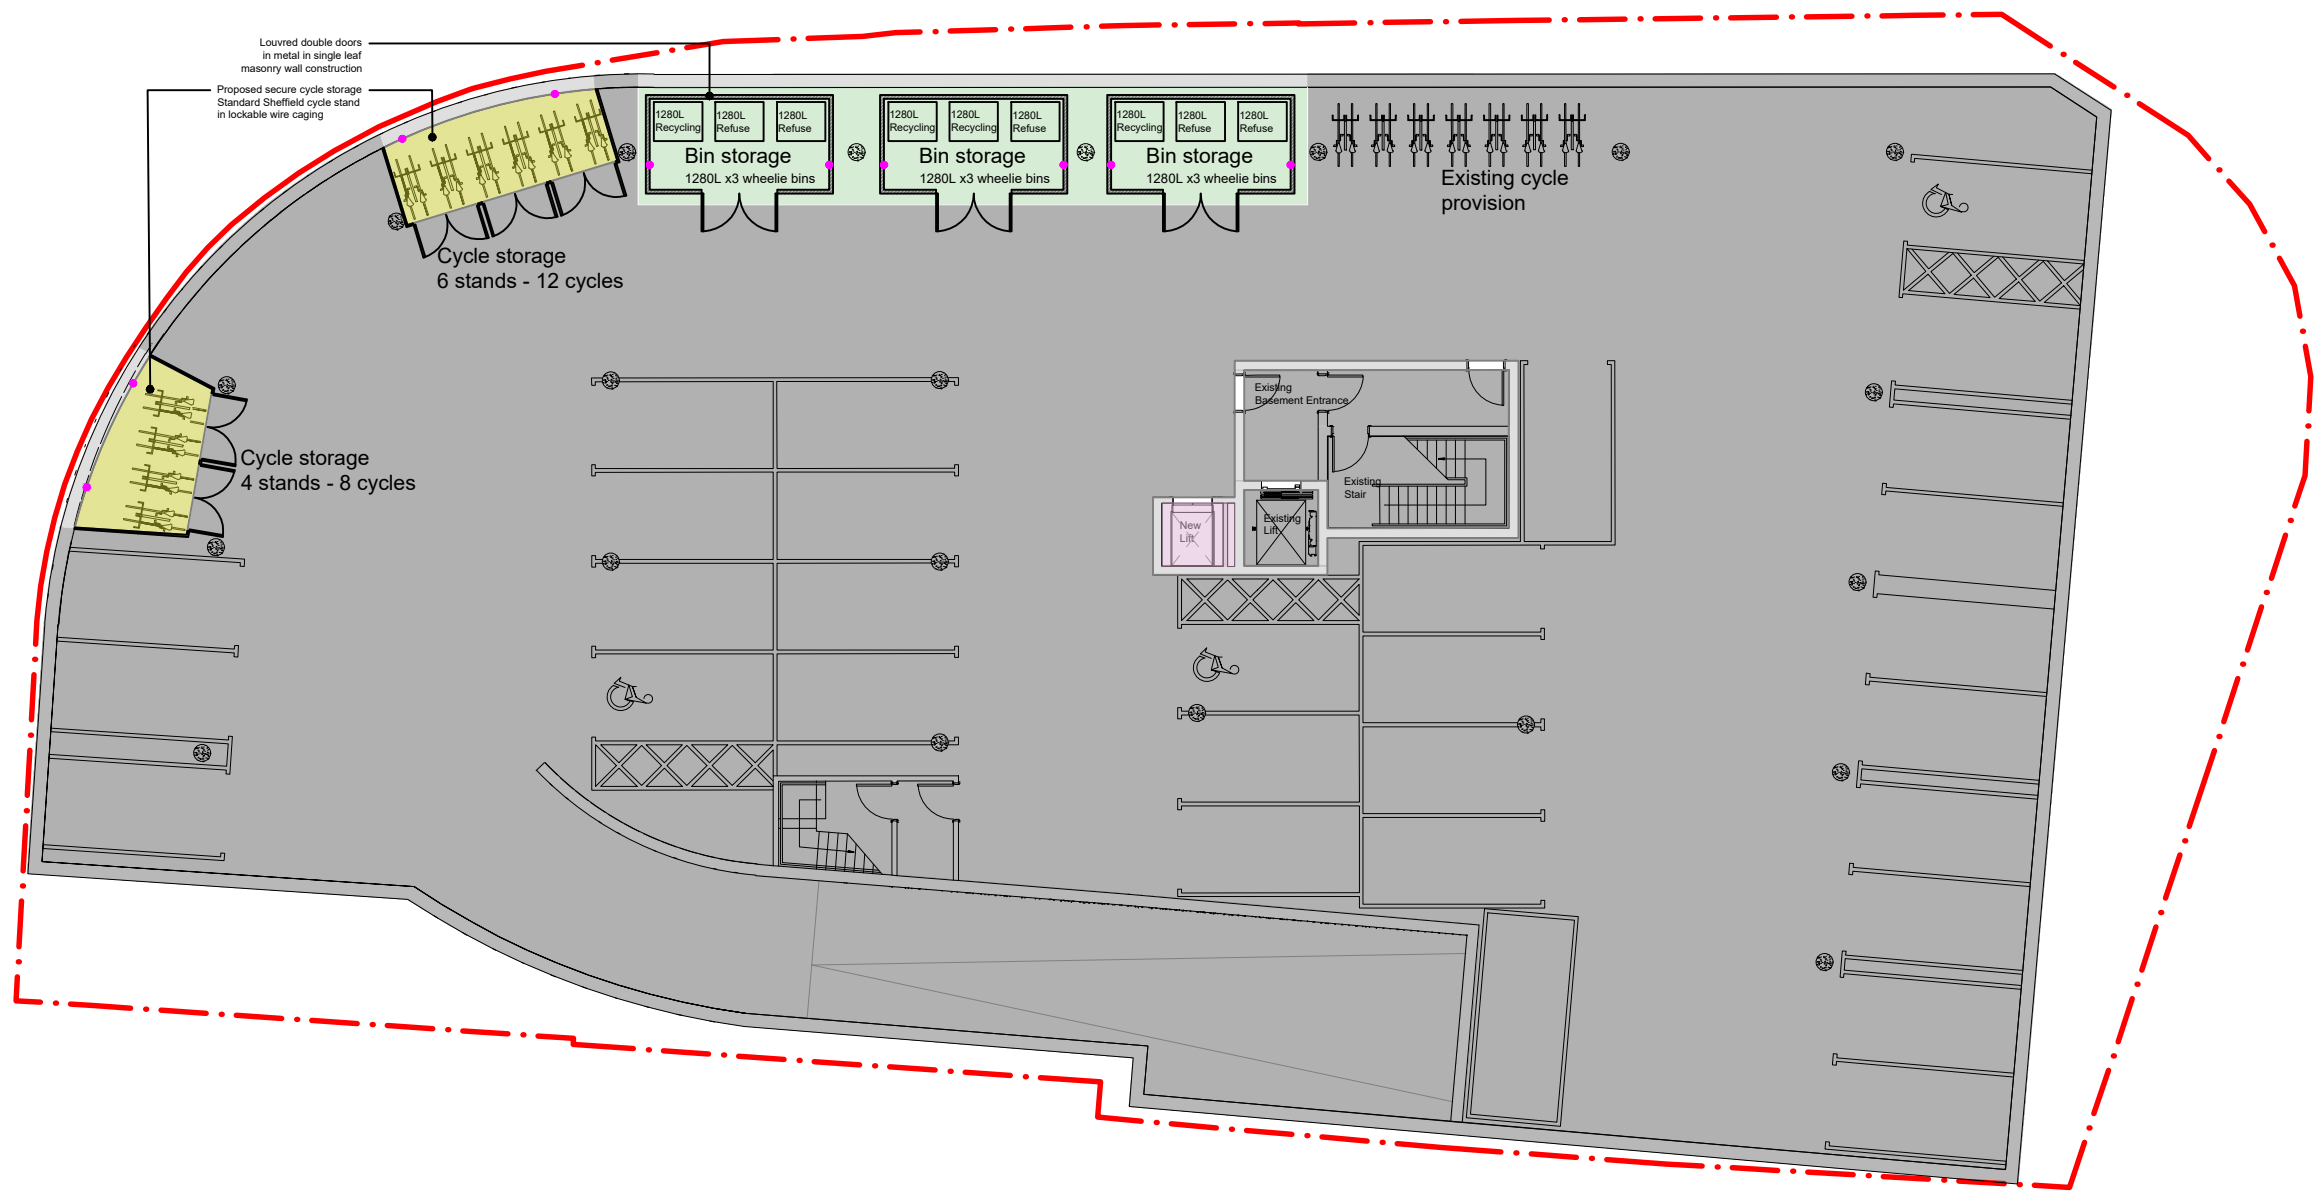 Louvred double doors
in metal in single leaf
masonry wall construction
Proposed secure cycle storage
Standard Sheffield cycle stand
in lockable wire caging
1280L
Recycling
1280L
Refuse
1280L
Refuse
Bin storage
1280L x3 wheelie bins
1280L
Recycling
1280L
Recycling
1280L
Refuse
Bin storage
1280L x3 wheelie bins
1280L
Recycling
1280L
Refuse
1280L
Refuse
Bin storage
1280L x3 wheelie bins
Existing cycle
provision
Cycle storage
6 stands - 12 cycles
Cycle storage
4 stands - 8 cycles
Existing
Basement Entrance
Existing
Stair
New
Lift
Existing
Lift